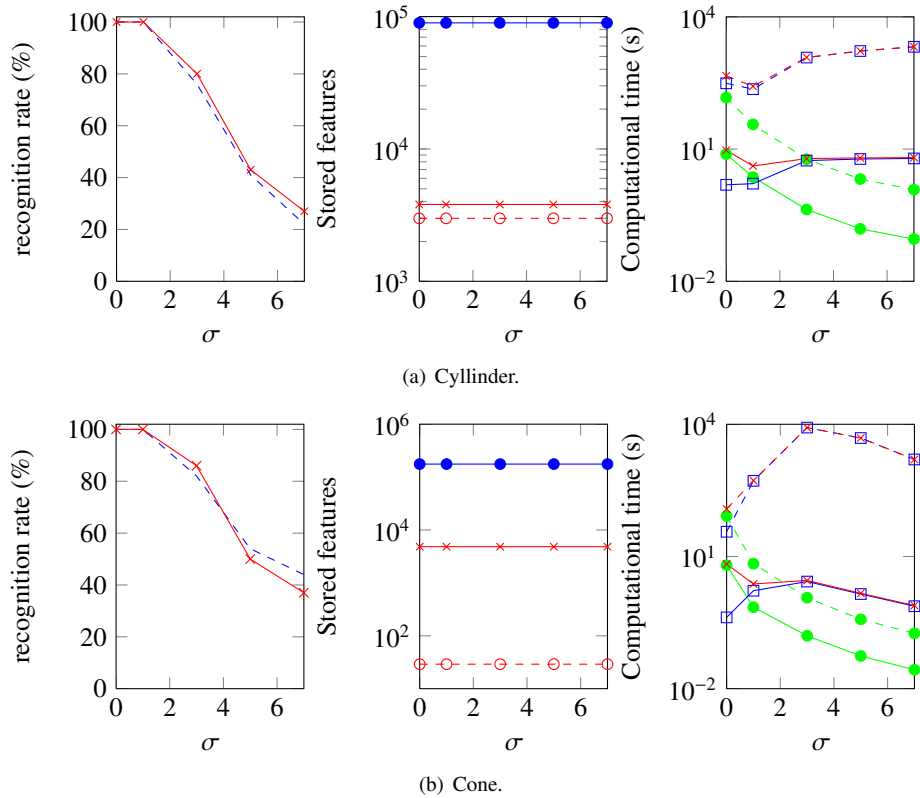 recognition rate (%)
100
80
60
40
20
0
0 2 4 6
σ
Stored features
10^5
10^4
10^3
0 2 4 6
σ
Computational time (s)
10^4
10^1
10^−2
0 2 4 6
σ
(a) Cyllinder.
recognition rate (%)
100
80
60
40
20
0
0 2 4 6
σ
Stored features
10^6
10^4
10^2
0 2 4 6
σ
Computational time (s)
10^4
10^1
10^−2
0 2 4 6
σ
(b) Cone.